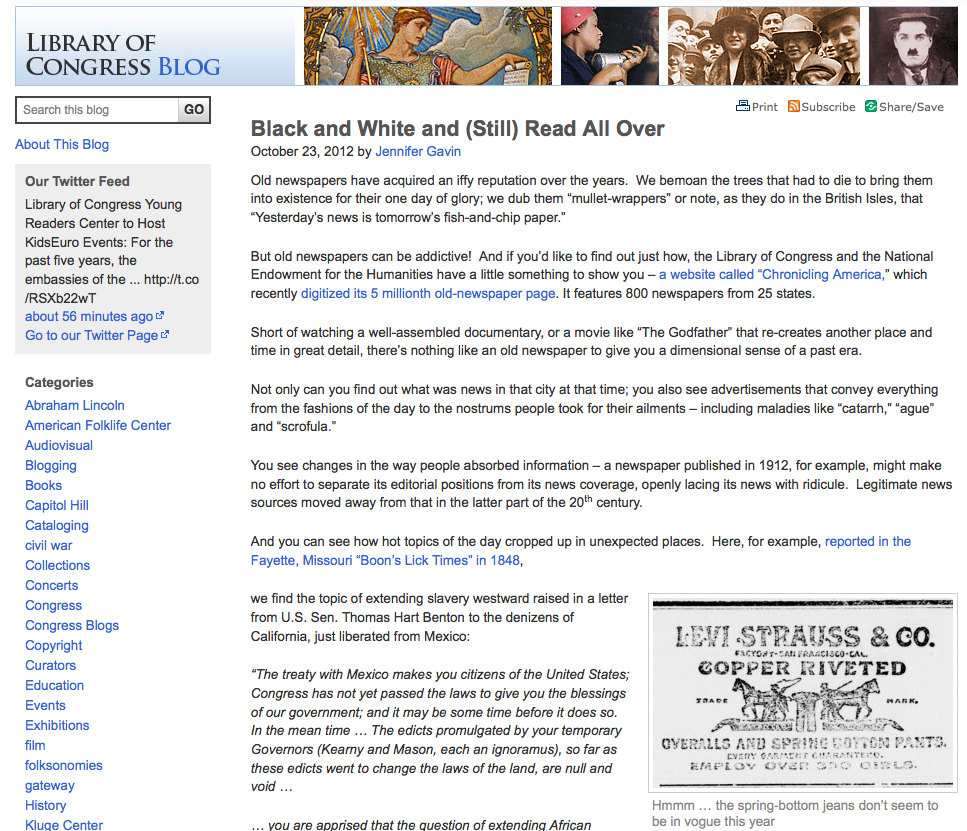 LIBRARY OF
CONGRESS BLOG
Search this blog
GO
About This Blog
Our Twitter Feed
Library of Congress Young
Readers Center to Host
KidsEuro Events: For the
past five years, the
embassies of the ... http://t.co
/RSXb22wT
about 56 minutes ago
Go to our Twitter Page
Categories
Abraham Lincoln
American Folklife Center
Audiovisual
Blogging
Books
Capitol Hill
Cataloging
civil war
Collections
Concerts
Congress
Congress Blogs
Copyright
Curators
Education
Events
Exhibitions
film
folksonomies
gateway
History
Kluge Center
Print
Subscribe
Share/Save
Black and White and (Still) Read All Over
October 23, 2012 by Jennifer Gavin
Old newspapers have acquired an iffy reputation over the years.  We bemoan the trees that had to die to bring them
into existence for their one day of glory; we dub them “mullet-wrappers” or note, as they do in the British Isles, that
“Yesterday’s news is tomorrow’s fish-and-chip paper.”
But old newspapers can be addictive!  And if you’d like to find out just how, the Library of Congress and the National
Endowment for the Humanities have a little something to show you – a website called “Chronicling America,” which
recently digitized its 5 millionth old-newspaper page. It features 800 newspapers from 25 states.
Short of watching a well-assembled documentary, or a movie like “The Godfather” that re-creates another place and
time in great detail, there’s nothing like an old newspaper to give you a dimensional sense of a past era.
Not only can you find out what was news in that city at that time; you also see advertisements that convey everything
from the fashions of the day to the nostrums people took for their ailments – including maladies like “catarrh,” “ague”
and “scrofula.”
You see changes in the way people absorbed information – a newspaper published in 1912, for example, might make
no effort to separate its editorial positions from its news coverage, openly lacing its news with ridicule.  Legitimate news
sources moved away from that in the latter part of the 20th century.
And you can see how hot topics of the day cropped up in unexpected places.  Here, for example, reported in the
Fayette, Missouri “Boon’s Lick Times” in 1848,
we find the topic of extending slavery westward raised in a letter
from U.S. Sen. Thomas Hart Benton to the denizens of
California, just liberated from Mexico:
“The treaty with Mexico makes you citizens of the United States;
Congress has not yet passed the laws to give you the blessings
of our government; and it may be some time before it does so.
In the mean time … The edicts promulgated by your temporary
Governors (Kearny and Mason, each an ignoramus), so far as
these edicts went to change the laws of the land, are null and
void …
… you are apprised that the question of extending African
LEVI STRAUSS & CO.
FACTORY-SAN FRANCISCO-CAL.
COPPER RIVETED
TRADE MARK.
OVERALLS AND SPRING BOTTOM PANTS.
EVERY GARMENT GUARANTEED.
EMPLOY OVER 350 GIRLS.
Hmmm … the spring-bottom jeans don’t seem to
be in vogue this year